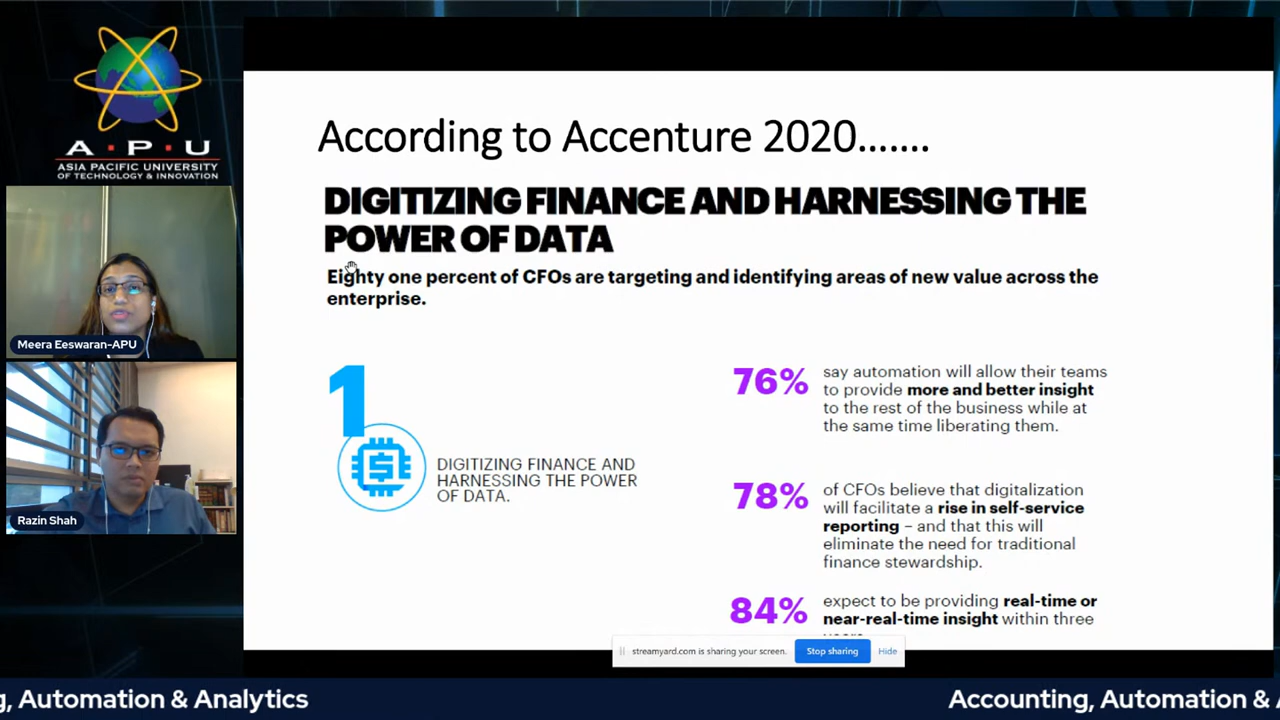 A·P·U
ASIA PACIFIC UNIVERSITY
OF TECHNOLOGY & INNOVATION
Meera Eeswaran-APU
Razin Shah
According to Accenture 2020.......
DIGITIZING FINANCE AND HARNESSING THE
POWER OF DATA
Eighty one percent of CFOs are targeting and identifying areas of new value across the
enterprise.
1
DIGITIZING FINANCE AND
HARNESSING THE POWER
OF DATA.
76%
say automation will allow their teams
to provide more and better insight
to the rest of the business while at
the same time liberating them.
78%
of CFOs believe that digitalization
will facilitate a rise in self-service
reporting – and that this will
eliminate the need for traditional
finance stewardship.
84%
expect to be providing real-time or
near-real-time insight within three
streamyard.com is sharing your screen.
Stop sharing
Hide
g, Automation & Analytics
Accounting, Automation &